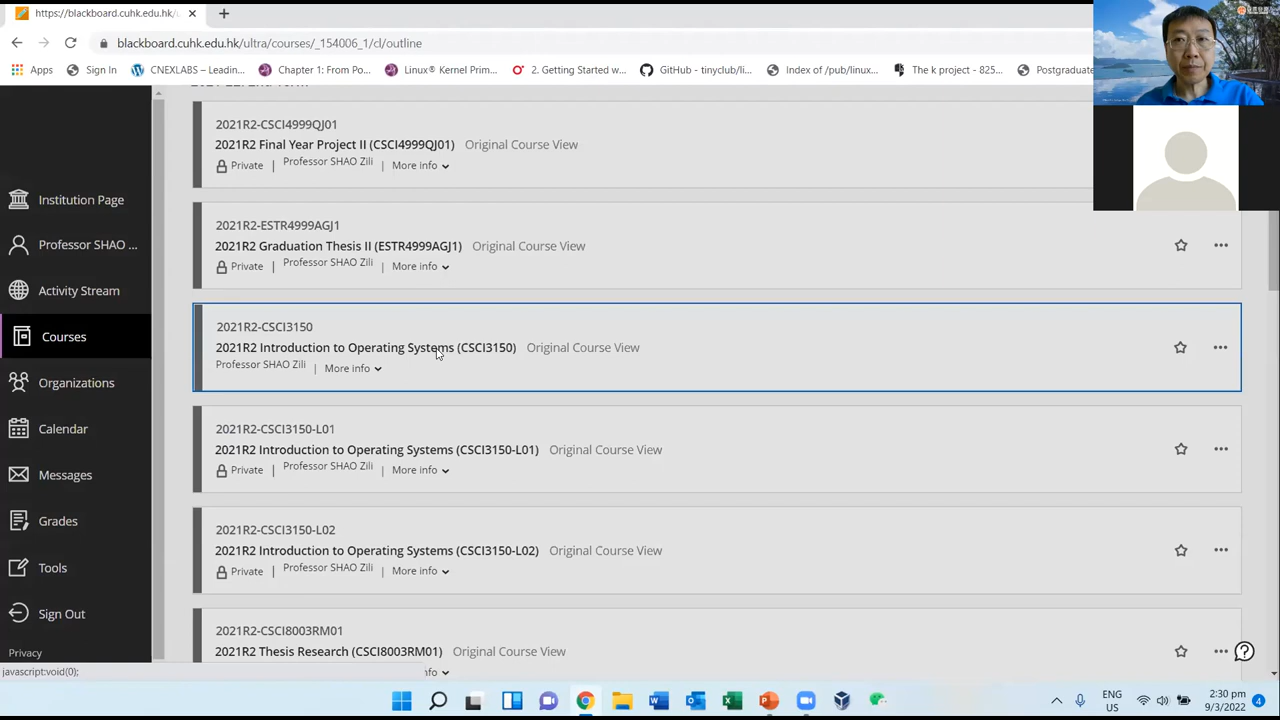 https://blackboard.cuhk.edu.hk/u
blackboard.cuhk.edu.hk/ultra/courses/_154006_1/cl/outline
Apps Sign In CNEXLABS – Leadin... Chapter 1: From Po... Linux® Kernel Prim... 2. Getting Started w... GitHub - tinyclub/li... Index of /pub/linux... The k project - 825... Postgraduate
2021R2-CSCI4999QJ01
2021R2 Final Year Project II (CSCI4999QJ01) Original Course View
Private | Professor SHAO Zili | More info
Institution Page
2021R2-ESTR4999AGJ1
2021R2 Graduation Thesis II (ESTR4999AGJ1) Original Course View
Private | Professor SHAO Zili | More info
Professor SHAO ...
Activity Stream
Courses
2021R2-CSCI3150
2021R2 Introduction to Operating Systems (CSCI3150) Original Course View
Professor SHAO Zili | More info
Organizations
Calendar
2021R2-CSCI3150-L01
2021R2 Introduction to Operating Systems (CSCI3150-L01) Original Course View
Private | Professor SHAO Zili | More info
Messages
Grades
2021R2-CSCI3150-L02
2021R2 Introduction to Operating Systems (CSCI3150-L02) Original Course View
Private | Professor SHAO Zili | More info
Tools
Sign Out
2021R2-CSCI8003RM01
2021R2 Thesis Research (CSCI8003RM01) Original Course View
Privacy
javascript:void(0);
nfo
ENG
US
2:30 pm
9/3/2022
4